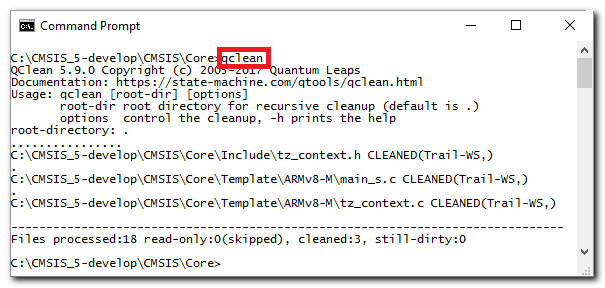 Command Prompt
C:\CMSIS_5-develop\CMSIS\Core>qclean
QClean 5.9.0 Copyright (c) 2005-2017 Quantum Leaps
Documentation: https://state-machine.com/qtools/qclean.html
Usage: qclean [root-dir] [options]
       root-dir root directory for recursive cleanup (default is .)
       options  control the cleanup, -h prints the help
root-directory: .
...............
C:\CMSIS_5-develop\CMSIS\Core\Include\tz_context.h CLEANED(Trail-WS,)
.
C:\CMSIS_5-develop\CMSIS\Core\Template\ARMv8-M\main_s.c CLEANED(Trail-WS,)
.
C:\CMSIS_5-develop\CMSIS\Core\Template\ARMv8-M\tz_context.c CLEANED(Trail-WS,)
------------------------------------------------------------------------------
Files processed:18 read-only:0(skipped), cleaned:3, still-dirty:0
C:\CMSIS_5-develop\CMSIS\Core>